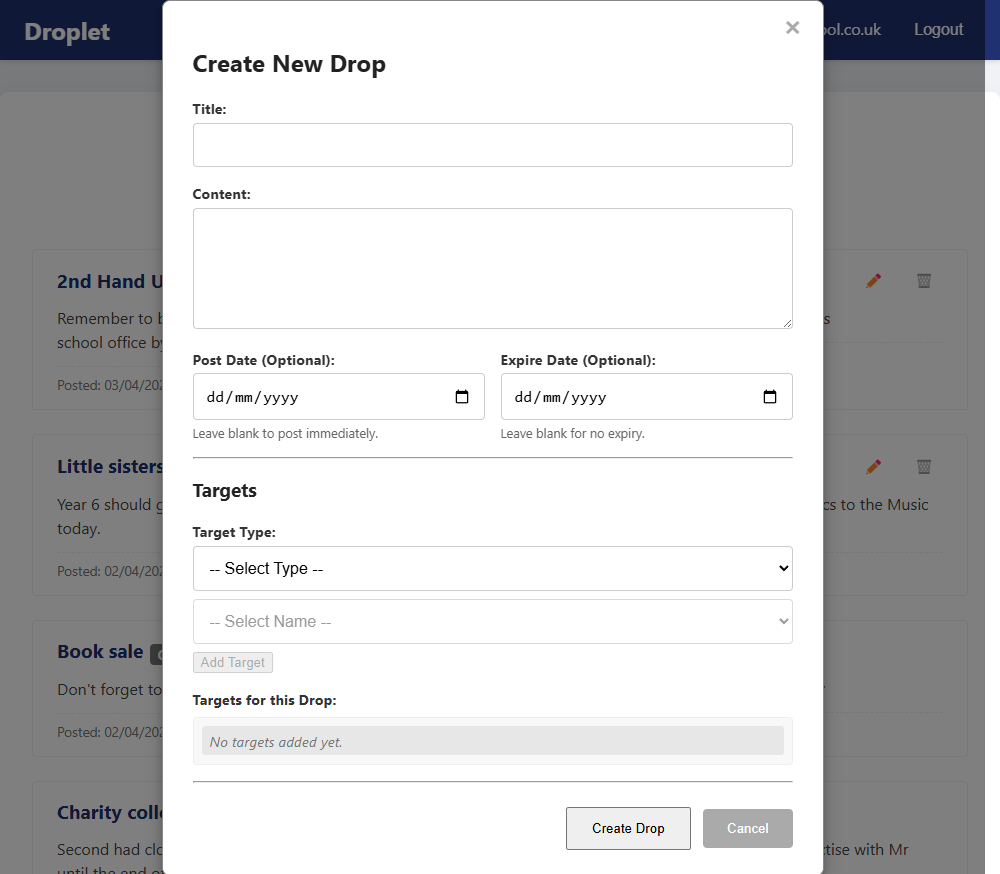 Droplet
ool.co.uk
Logout
×
Create New Drop
Title:
Content:
Post Date (Optional):
Expire Date (Optional):
dd/mm/yyyy
dd/mm/yyyy
Leave blank to post immediately.
Leave blank for no expiry.
Targets
Target Type:
-- Select Type --
-- Select Name --
Add Target
Targets for this Drop:
No targets added yet.
Create Drop
Cancel
2nd Hand U
Remember to b
school office by
Posted: 03/04/202
Little sisters
Year 6 should g
cs to the Music
today.
Posted: 02/04/202
Book sale
Don't forget to
Posted: 02/04/202
Charity colle
Second had clo
ctise with Mr
until the end o